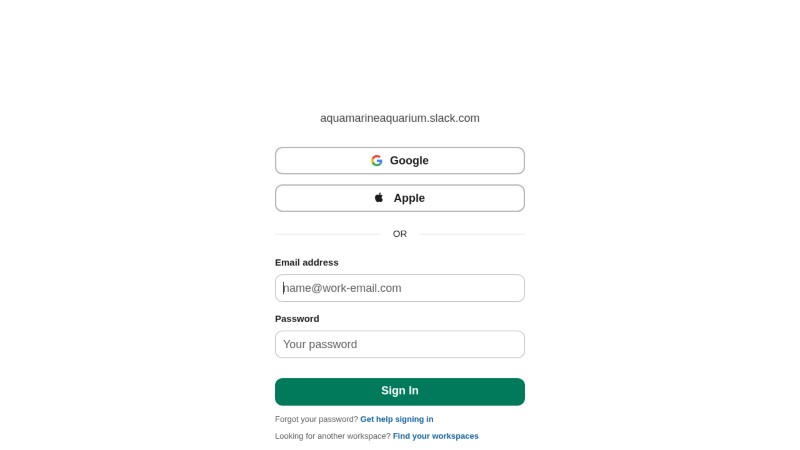 aquamarineaquarium.slack.com
Google
Apple
OR
Email address
name@work-email.com
Password
Your password
Sign In
Forgot your password? Get help signing in
Looking for another workspace? Find your workspaces